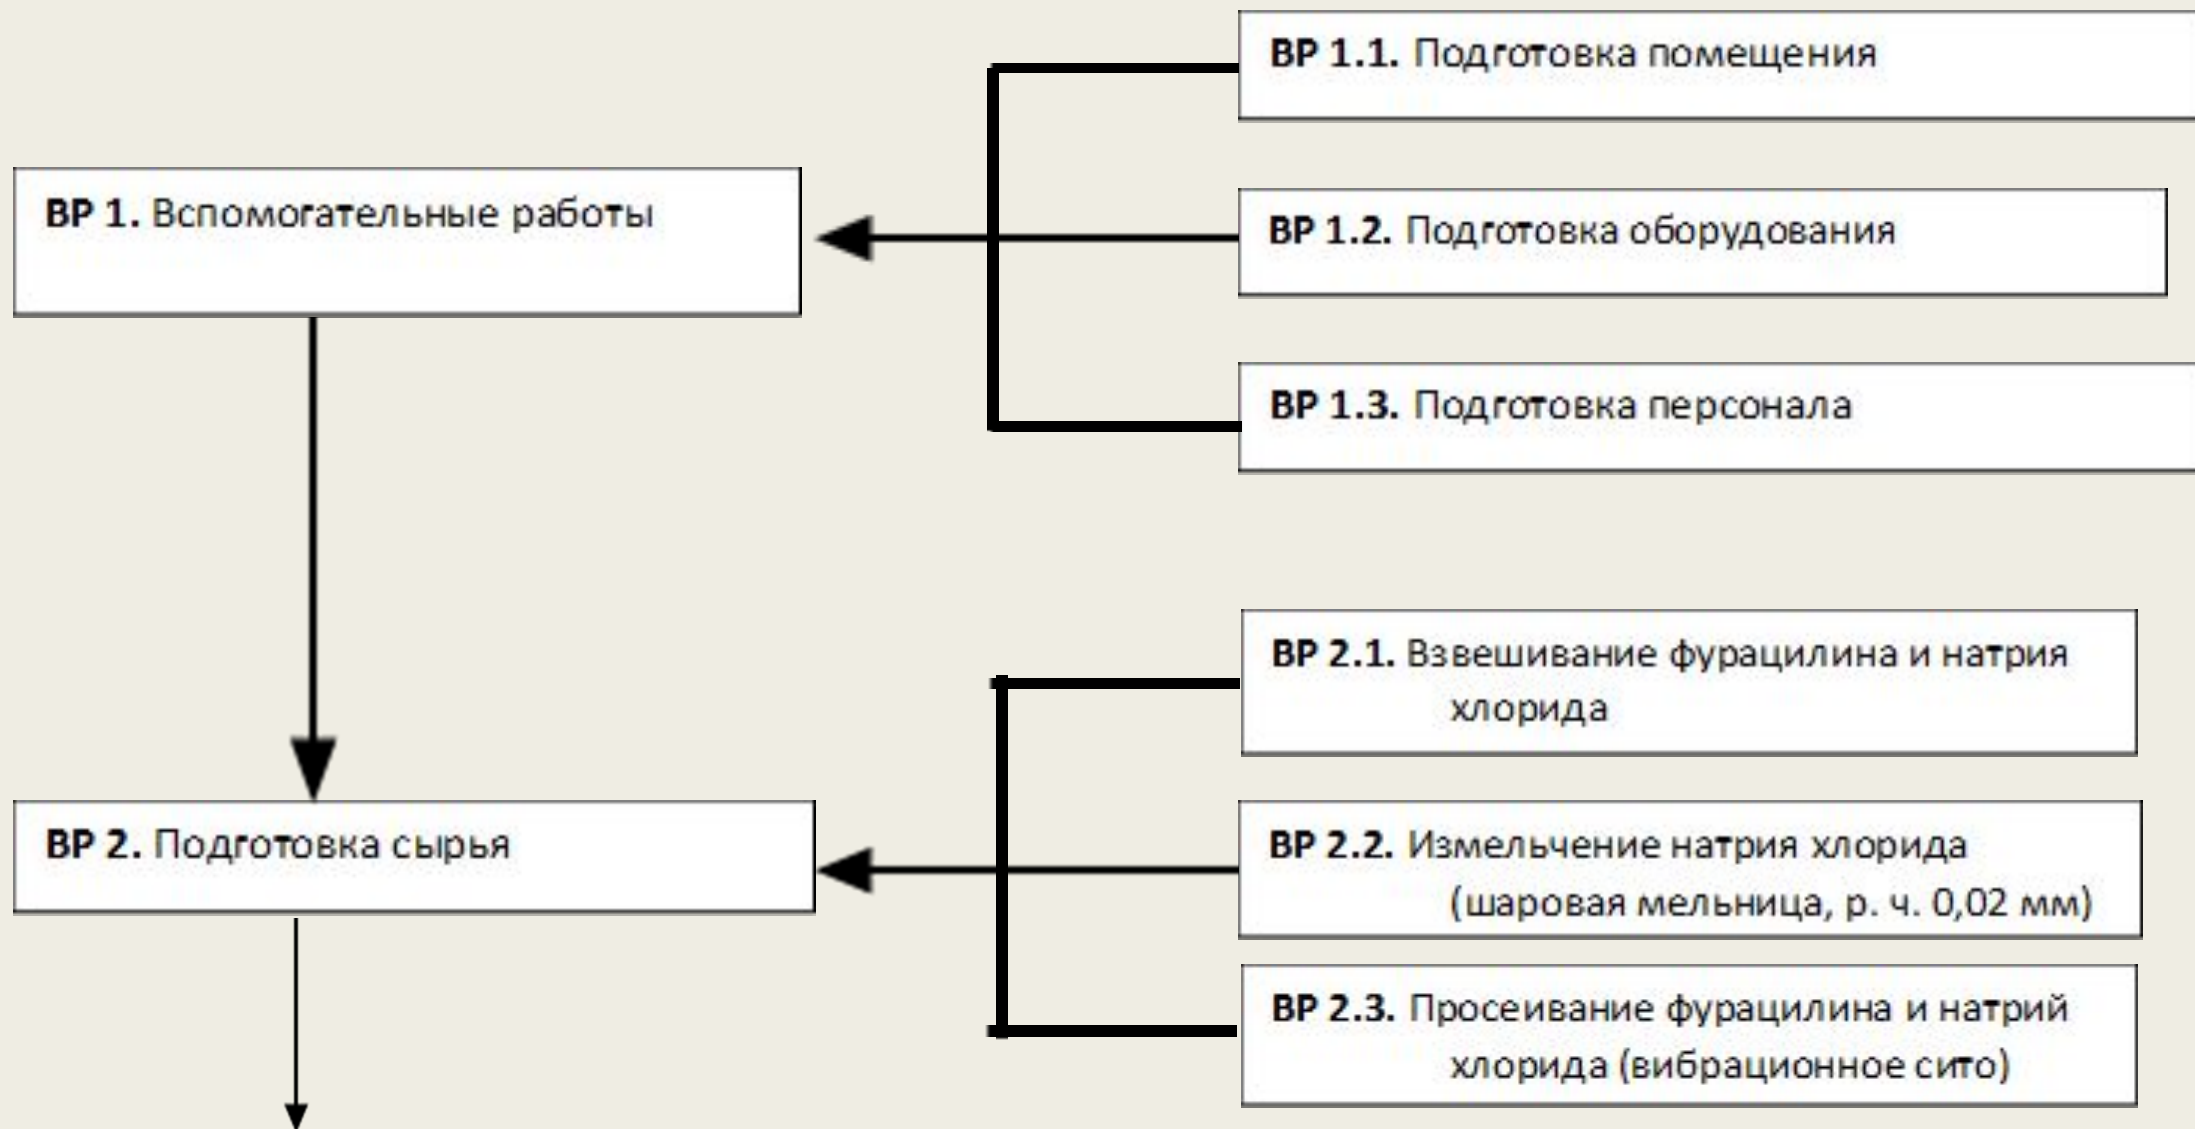 ВР 1.1. Подготовка помещения
ВР 1. Вспомогательные работы
ВР 1.2. Подготовка оборудования
ВР 1.3. Подготовка персонала
ВР 2.1. Взвешивание фурацилина и натрия
хлорида
ВР 2. Подготовка сырья
ВР 2.2. Измельчение натрия хлорида
(шаровая мельница, р. ч. 0,02 мм)
ВР 2.3. Просеивание фурацилина и натрий
хлорида (вибрационное сито)